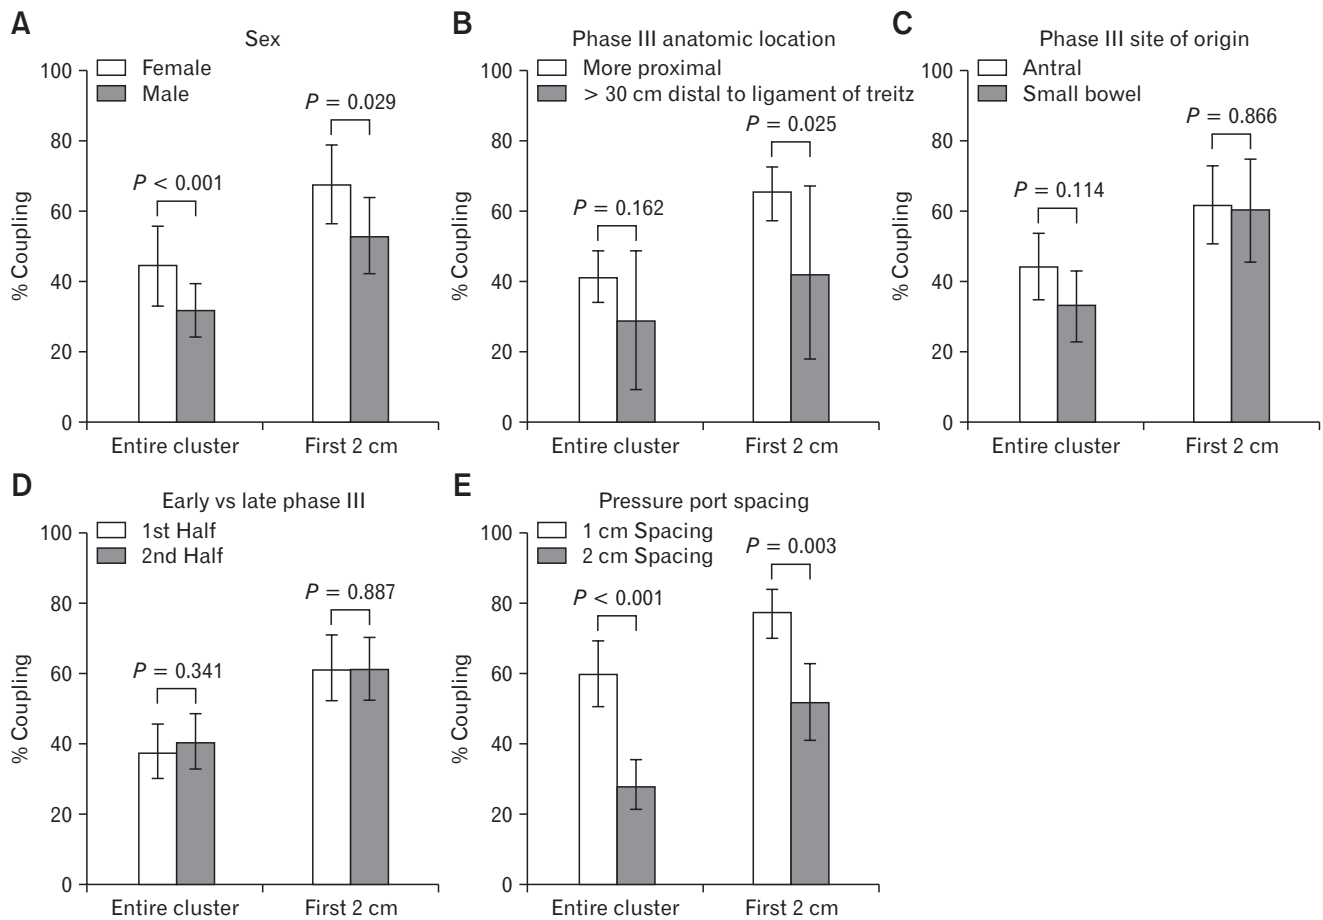 A
Sex
Female
Male
100
80
60
40
20
0
% Coupling
P < 0.001
P = 0.029
Entire cluster
First 2 cm
B
Phase III anatomic location
More proximal
> 30 cm distal to ligament of treitz
100
80
60
40
20
0
% Coupling
P = 0.162
P = 0.025
Entire cluster
First 2 cm
C
Phase III site of origin
Antral
Small bowel
100
80
60
40
20
0
% Coupling
P = 0.114
P = 0.866
Entire cluster
First 2 cm
D
Early vs late phase III
1st Half
2nd Half
100
80
60
40
20
0
% Coupling
P = 0.341
P = 0.887
Entire cluster
First 2 cm
E
Pressure port spacing
1 cm Spacing
2 cm Spacing
100
80
60
40
20
0
% Coupling
P < 0.001
P = 0.003
Entire cluster
First 2 cm